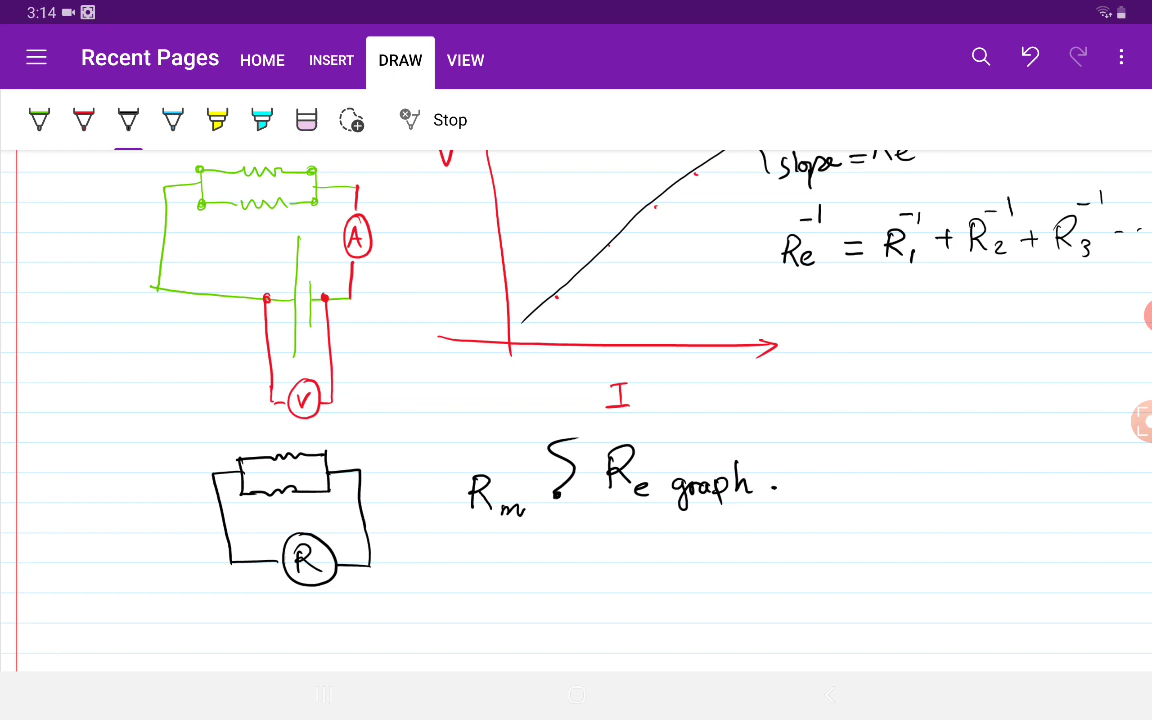 3:14
Recent Pages HOME INSERT DRAW VIEW
Stop
V
slope = Re
A
Re⁻¹ = R₁⁻¹ + R₂⁻¹ + R₃⁻¹ --
V
I
Rm ? Re graph.
R